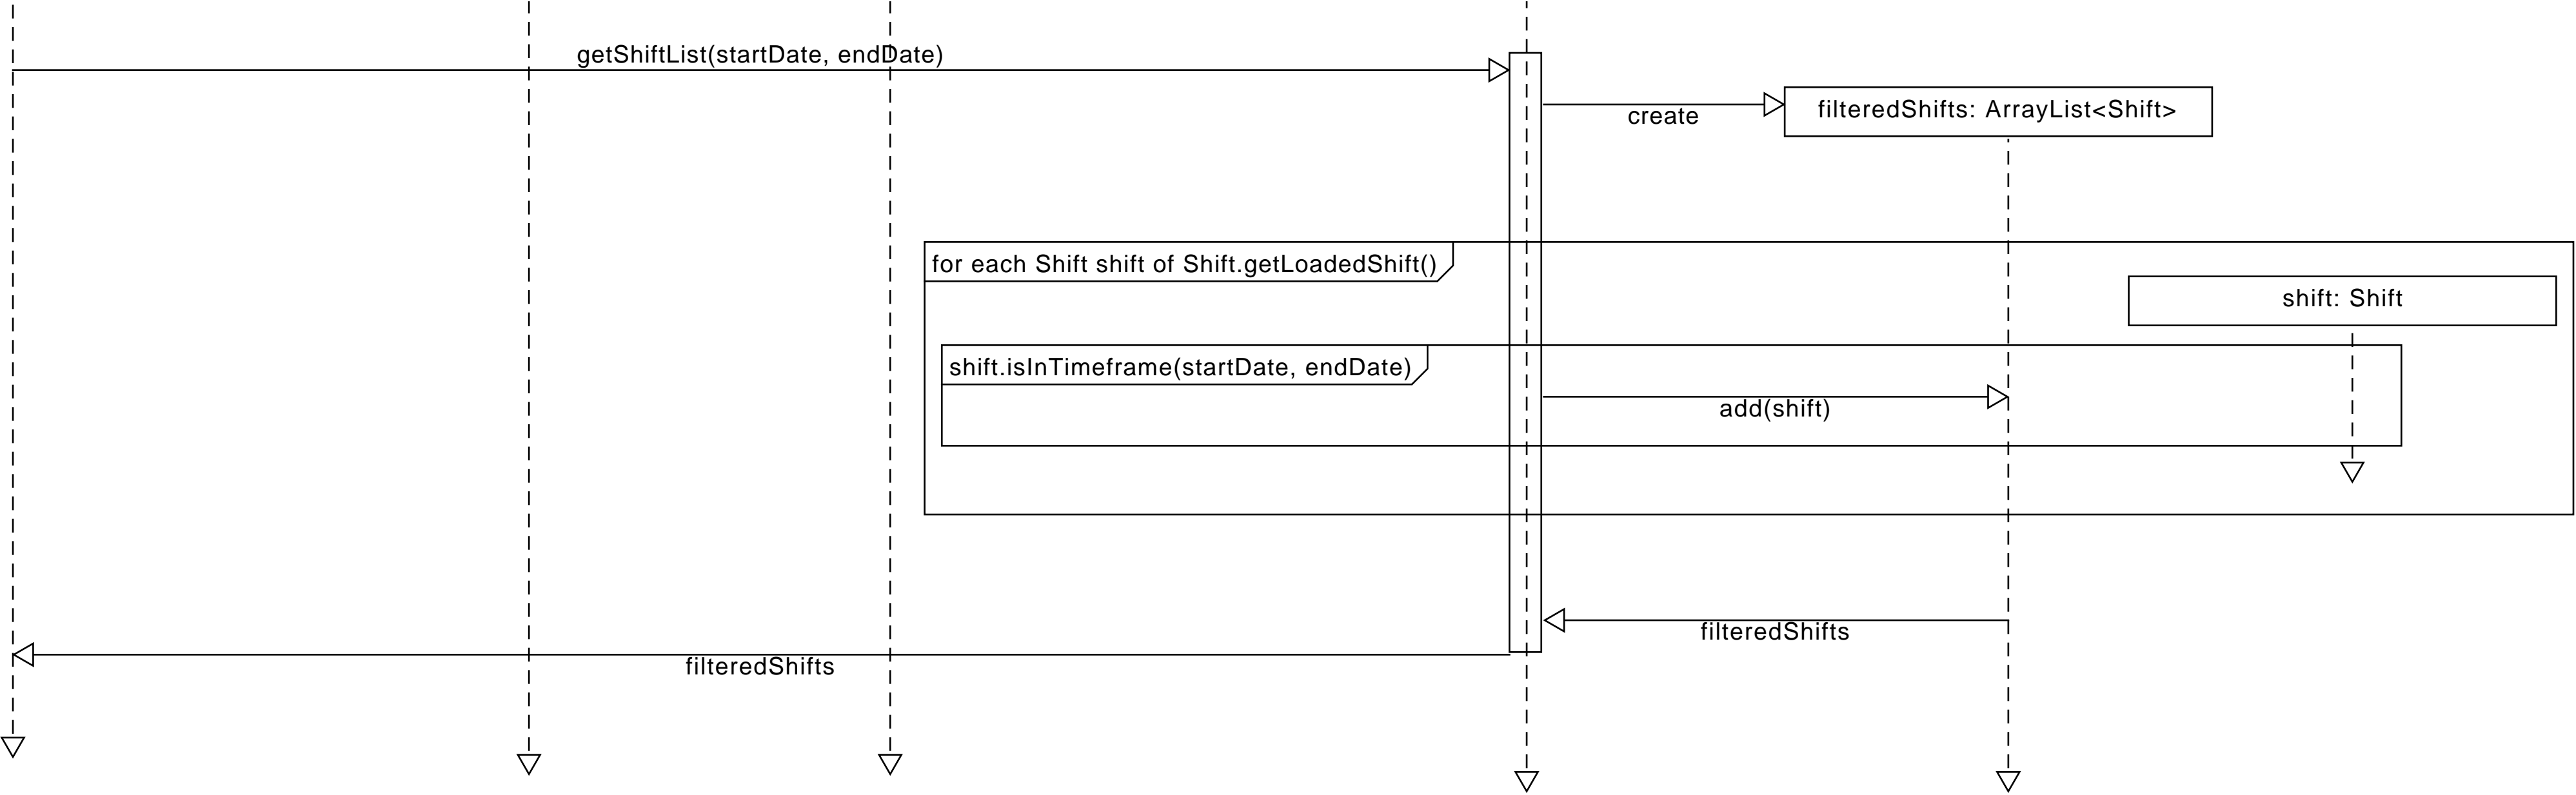 getShiftList(startDate, endDate)
create
filteredShifts: ArrayList<Shift>
for each Shift shift of Shift.getLoadedShift()
shift: Shift
shift.isInTimeframe(startDate, endDate)
add(shift)
filteredShifts
filteredShifts